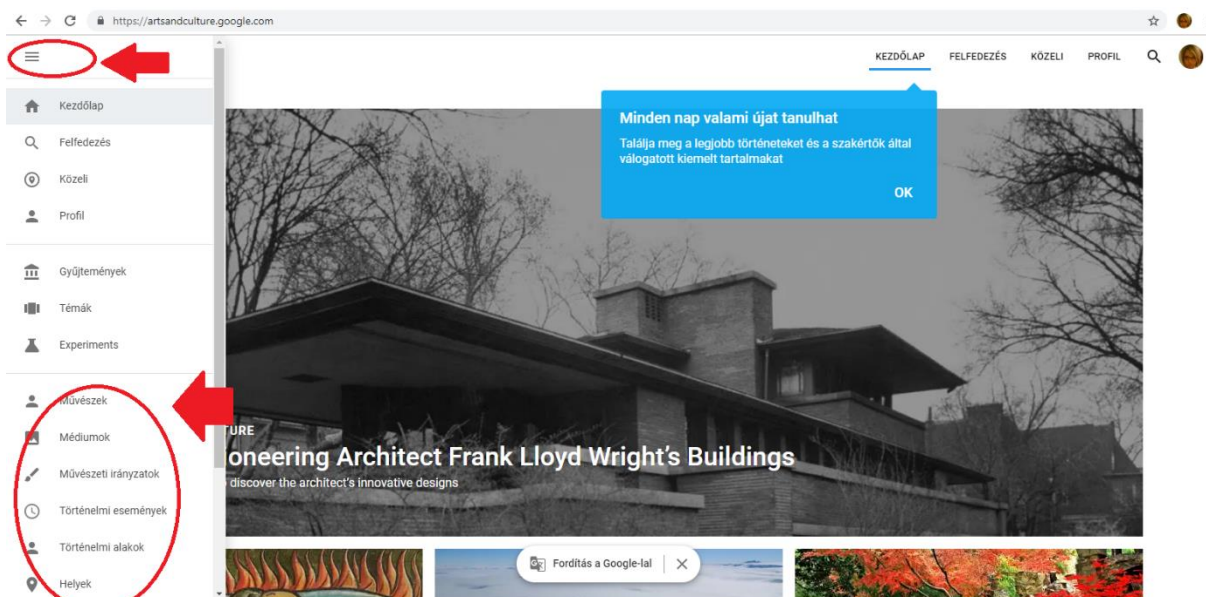 https://artsandculture.google.com
KEZDŐLAP FELFEDEZÉS KÖZELI PROFIL
Kezdőlap
Felfedezés
Közeli
Profil
Gyűjtemények
Témák
Experiments
Művészek
Médiumok
Művészeti irányzatok
Történelmi események
Történelmi alakok
Helyek
Minden nap valami újat tanulhat
Találja meg a legjobb történeteket és a szakértők által
válogatott kiemelt tartalmakat
OK
TURE
oneering Architect Frank Lloyd Wright's Buildings
discover the architect's innovative designs
Fordítás a Google-lal